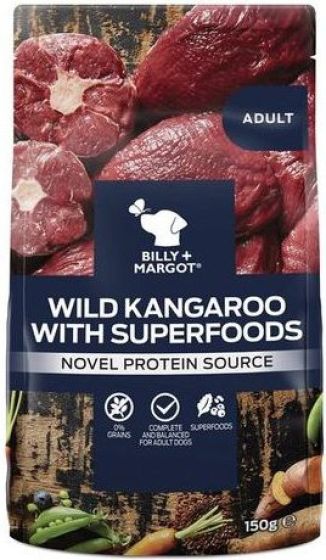 ADULT
BILLY +
MARGOT®
WILD KANGAROO
WITH SUPERFOODS
NOVEL PROTEIN SOURCE
0%
GRAINS
COMPLETE
AND BALANCED
FOR ADULT DOGS
SUPERFOODS
150g e